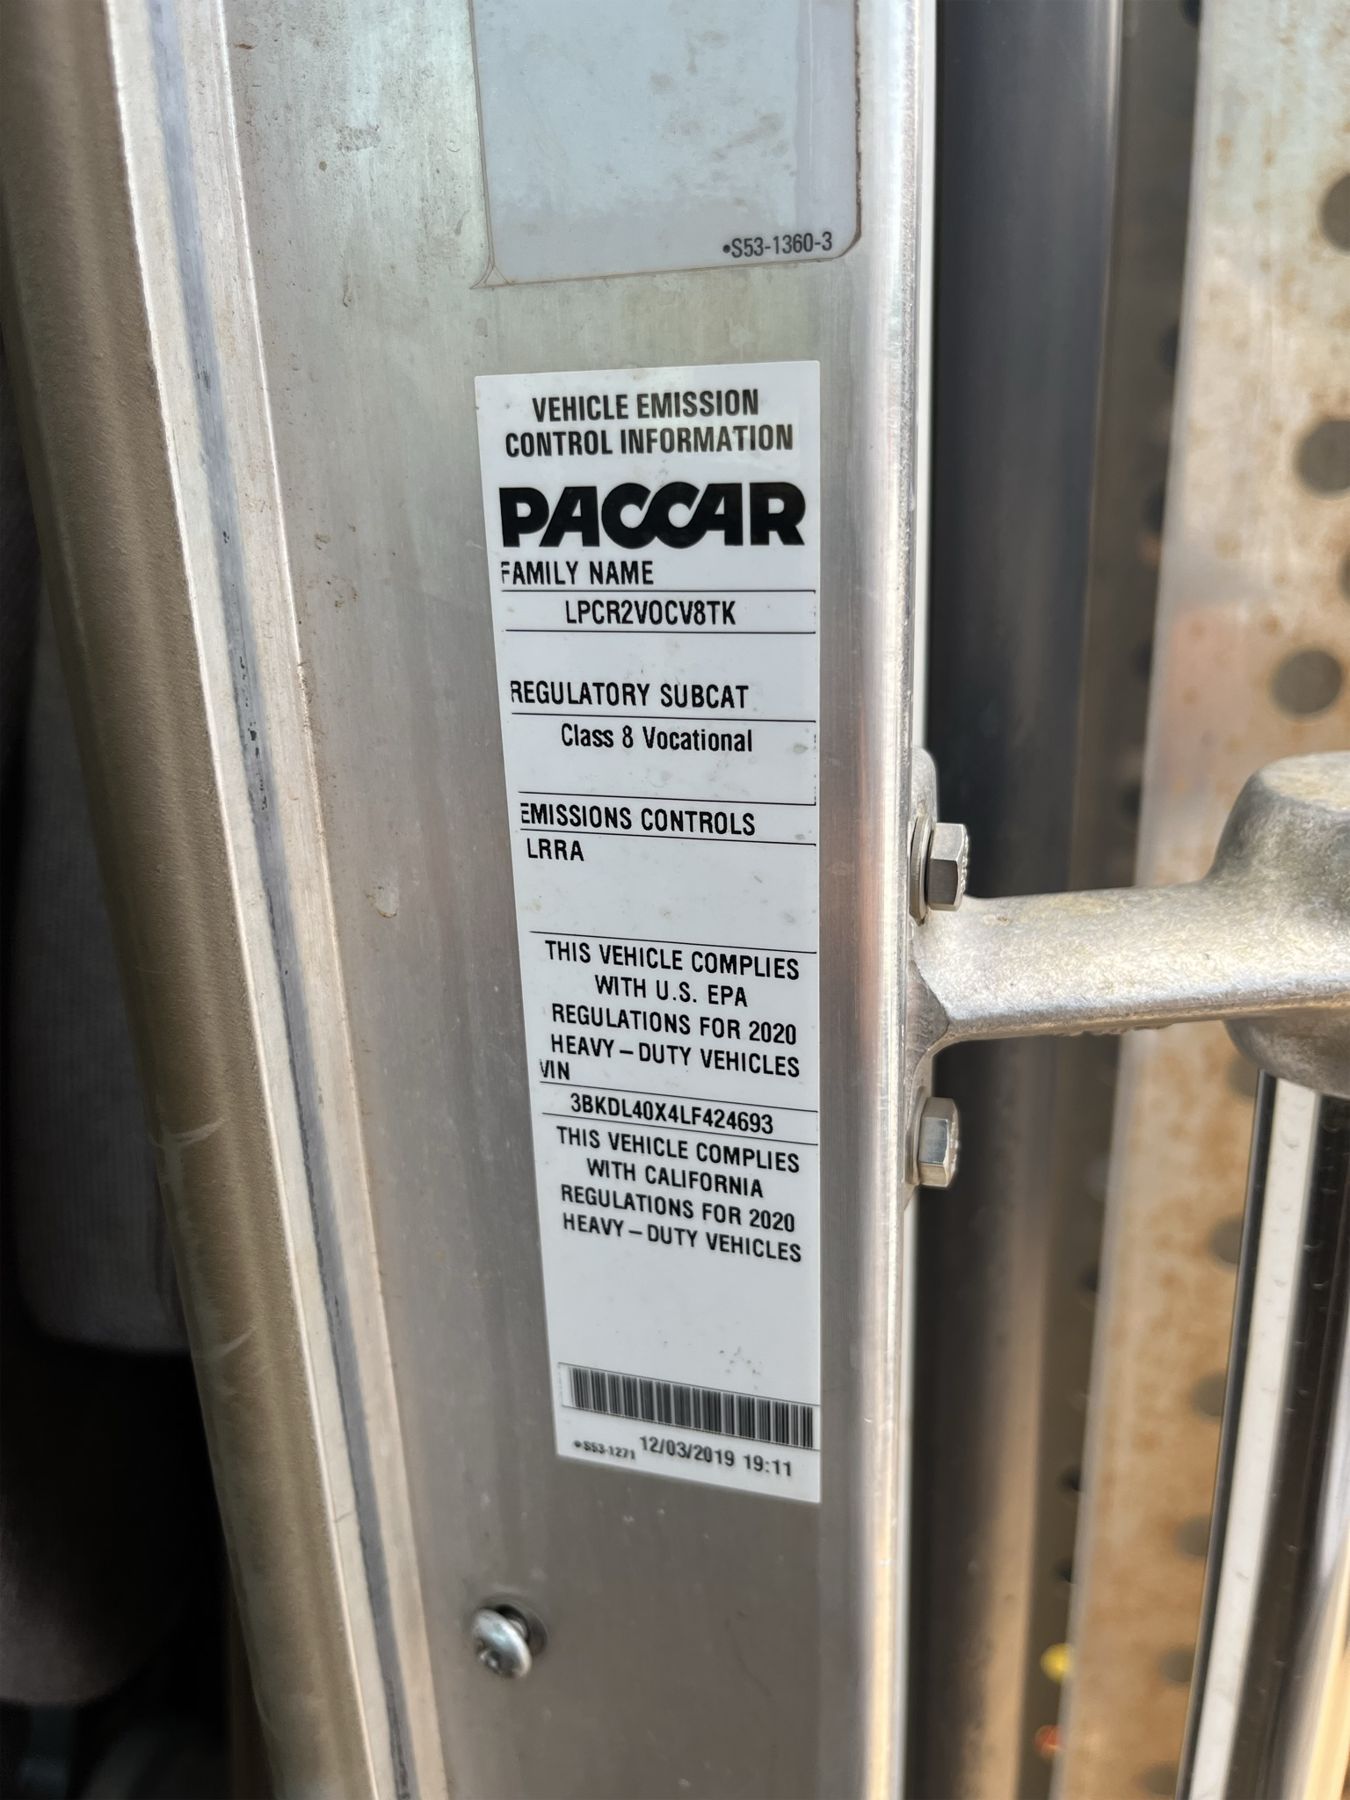 •S53-1360-3
VEHICLE EMISSION
CONTROL INFORMATION
PACCAR
FAMILY NAME
LPCR2VOCV8TK
REGULATORY SUBCAT
Class 8 Vocational
EMISSIONS CONTROLS
LRRA
THIS VEHICLE COMPLIES
WITH U.S. EPA
REGULATIONS FOR 2020
HEAVY–DUTY VEHICLES
VIN
3BKDL40X4LF424693
THIS VEHICLE COMPLIES
WITH CALIFORNIA
REGULATIONS FOR 2020
HEAVY–DUTY VEHICLES
•S53-1271 12/03/2019 19:11